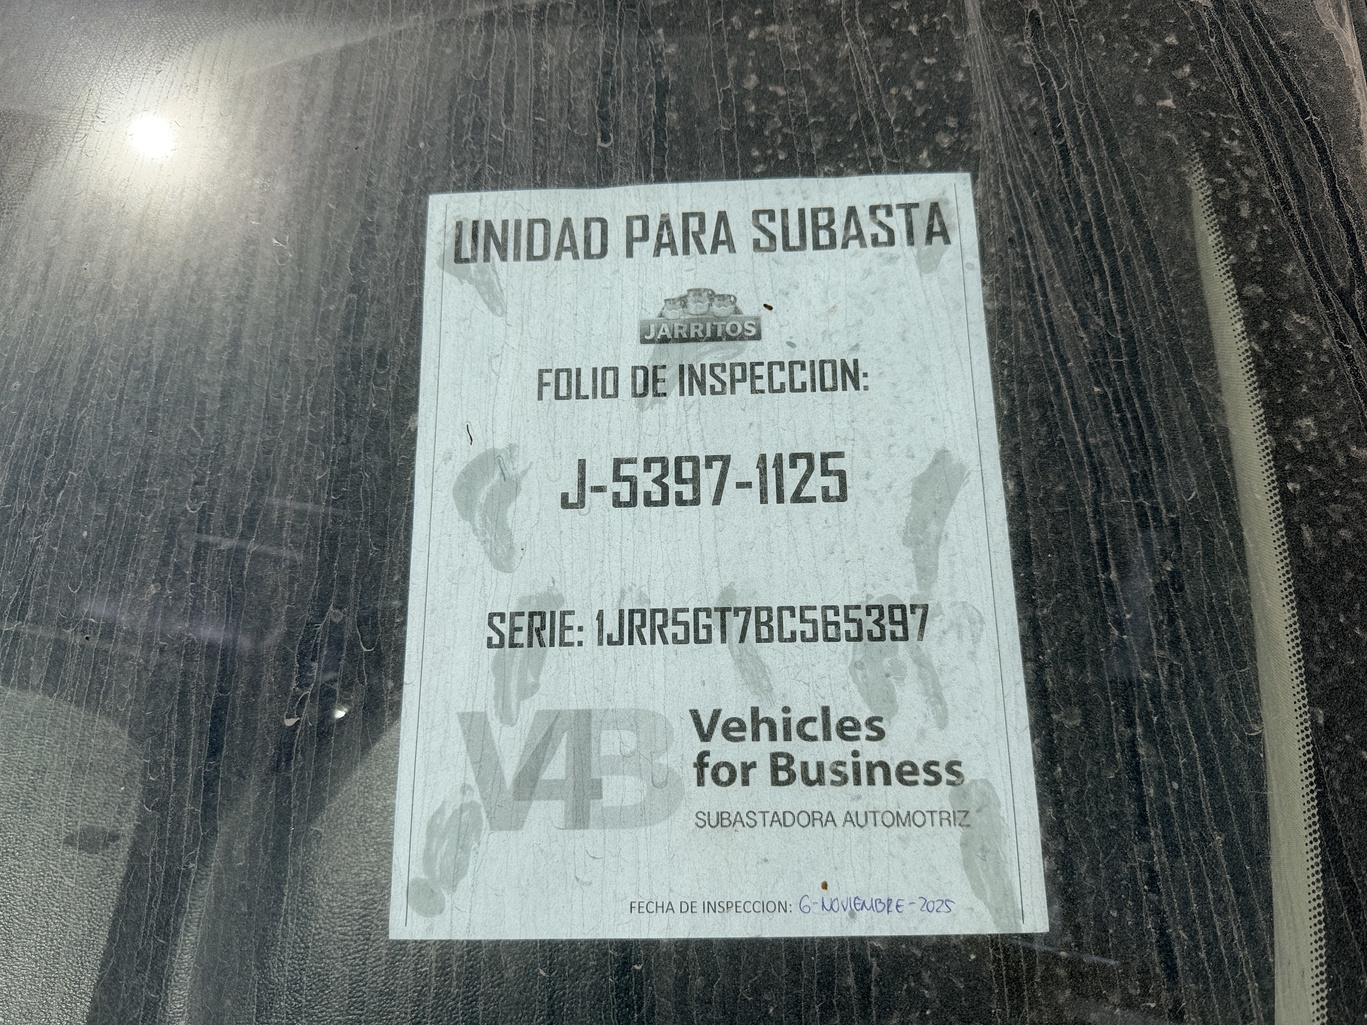 UNIDAD PARA SUBASTA
JARRITOS
FOLIO DE INSPECCION:
J-5397-1125
SERIE: 1JRR5GT7BC565397
V4B
Vehicles
for Business
SUBASTADORA AUTOMOTRIZ
FECHA DE INSPECCION: 6-NOVIEMBRE-2025